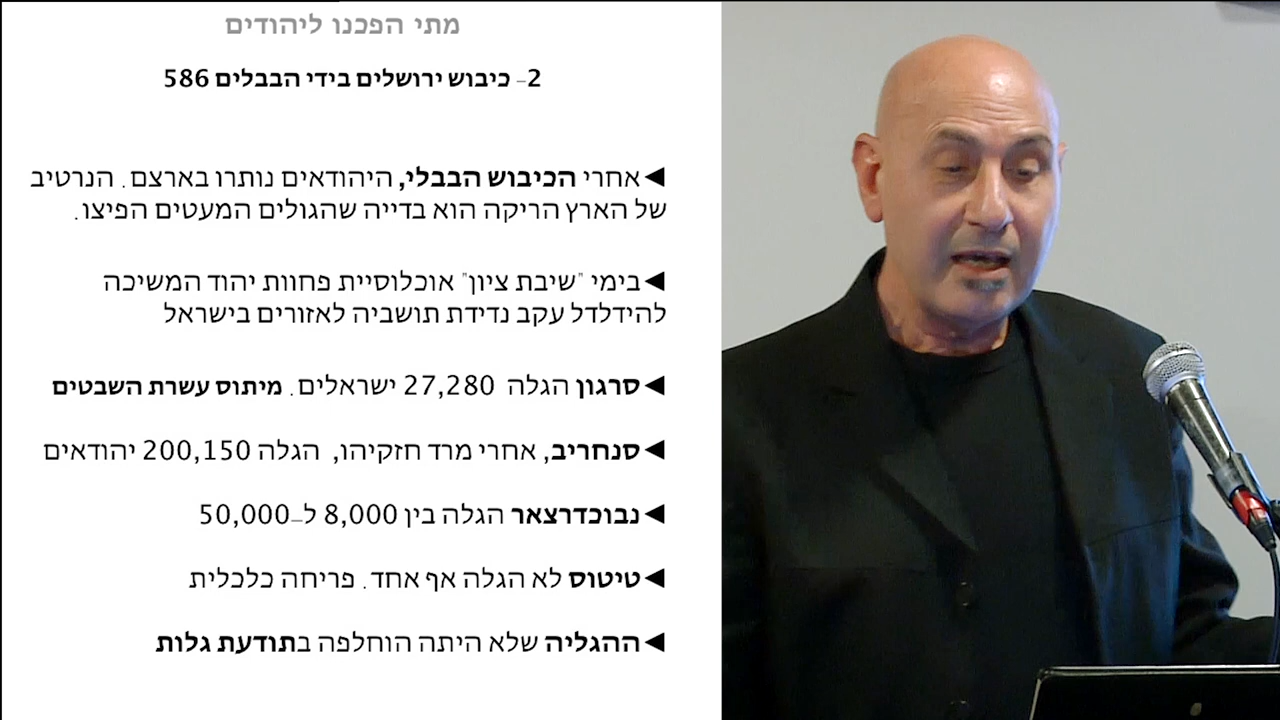 מתי הפכנו ליהודים
2- כיבוש ירושלים בידי הבבלים 586
◄אחרי הכיבוש הבבלי, היהודאים נותרו בארצם. הנרטיב
של הארץ הריקה הוא בדייה שהגולים המעטים הפיצו.
◄בימי "שיבת ציון" אוכלוסיית פחוות יהוד המשיכה
להידלדל עקב נדידת תושביה לאזורים בישראל
◄סרגון הגלה 27,280 ישראלים. מיתוס עשרת השבטים
◄סנחריב, אחרי מרד חזקיהו, הגלה 200,150 יהודאים
◄נבוכדרצאר הגלה בין 8,000 ל-50,000
◄טיטוס לא הגלה אף אחד. פריחה כלכלית
◄ההגליה שלא היתה הוחלפה בתודעת גלות